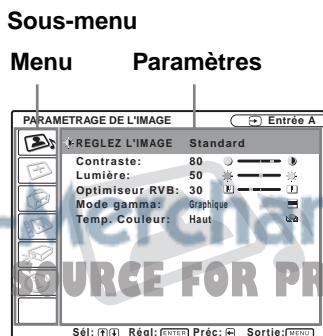 Sous-menu
Menu Paramètres
PARAMETRAGE DE L'IMAGE Entrée A
REGLEZ L'IMAGE Standard
Contraste: 80
Lumière: 50
Optimiseur RVB: 30
Mode gamma: Graphique
Temp. Couleur: Haut
Merchant
SOURCE FOR PR
Sél: Régl: ENTER Préc: Sortie: MENU